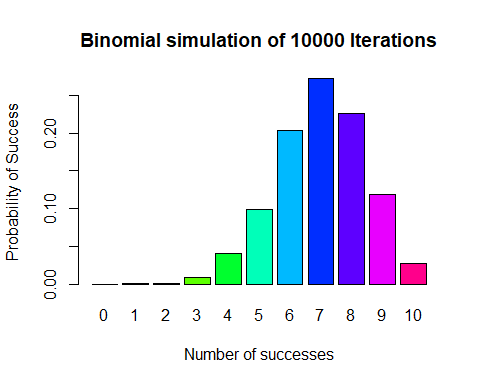 Binomial simulation of 10000 Iterations
Probability of Success
0.20
0.10
0.00
0 1 2 3 4 5 6 7 8 9 10
Number of successes